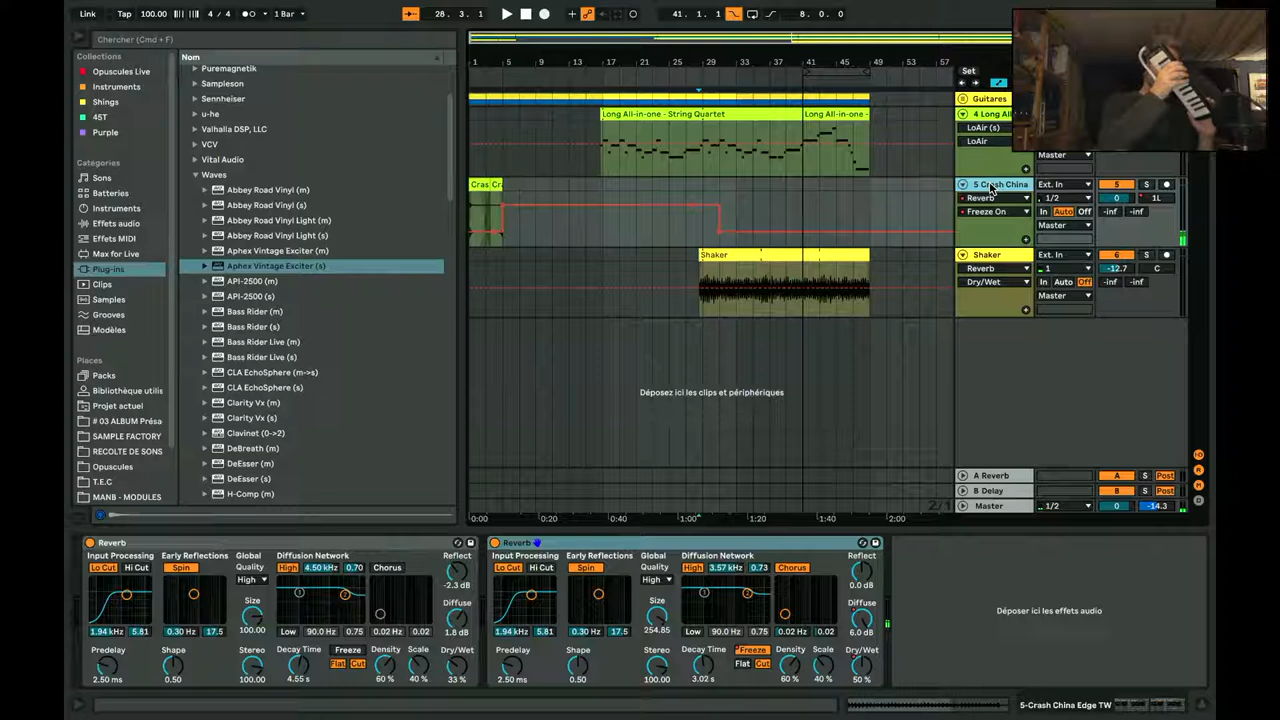 Link Tap 100.00 4 / 4 1 Bar 28. 3. 1 41. 1. 1 8. 0. 0
Chercher (Cmd + F)
Collections
Opuscules Live
Instruments
Shings
45T
Purple
Catégories
Sons
Batteries
Instruments
Effets audio
Effets MIDI
Max for Live
Plug-ins
Clips
Samples
Grooves
Modèles
Places
Packs
Bibliothèque utilis
Projet actuel
# 03 ALBUM Présa
SAMPLE FACTORY
RECOLTE DE SONS
Opuscules
T.E.C
MANB - MODULES
Nom
Puremagnetik
Sampleson
Sennheiser
u-he
Valhalla DSP, LLC
VCV
Vital Audio
Waves
Abbey Road Vinyl (m)
Abbey Road Vinyl (s)
Abbey Road Vinyl Light (m)
Abbey Road Vinyl Light (s)
Aphex Vintage Exciter (m)
Aphex Vintage Exciter (s)
API-2500 (m)
API-2500 (s)
Bass Rider (m)
Bass Rider (s)
Bass Rider Live (m)
Bass Rider Live (s)
CLA EchoSphere (m->s)
CLA EchoSphere (s)
Clarity Vx (m)
Clarity Vx (s)
Clavinet (0->2)
DeBreath (m)
DeEsser (m)
DeEsser (s)
H-Comp (m)
1 5 9 13 17 21 25 29 33 37 41 45 49 53 57
Set
Guitares
Long All-in-one - String Quartet Long All-in-one - 4 Long All
LoAir (s)
LoAir
Master
Cras Cr 5 Crash China Ext. In 5 S
Reverb 1/2 0 1L
Freeze On In Auto Off -inf -inf
Master
Shaker Shaker Ext. In 6 S
Reverb 1 -12.7 C
Dry/Wet In Auto Off -inf -inf
Master
Déposez ici les clips et périphériques
A Reverb A S Post
B Delay B S Post
2/1 Master 1/2 0 -14.3
0:00 0:20 0:40 1:00 1:20 1:40 2:00
Reverb
Input Processing Early Reflections Global Diffusion Network Reflect
Lo Cut Hi Cut Spin Quality High 4.50 kHz 0.70 Chorus
High -2.3 dB
Size Diffuse
100.00 1.8 dB
1.94 kHz 5.81 0.30 Hz 17.5 Low 90.0 Hz 0.75 0.02 Hz 0.02
Predelay Shape Stereo Decay Time Freeze Density Scale Dry/Wet
Flat Cut
2.50 ms 0.50 100.00 4.55 s 60 % 40 % 33 %
Reverb
Input Processing Early Reflections Global Diffusion Network Reflect
Lo Cut Hi Cut Spin Quality High 3.57 kHz 0.73 Chorus
High 0.0 dB
Size Diffuse
254.85 6.0 dB
1.94 kHz 5.81 0.30 Hz 17.5 Low 90.0 Hz 0.75 0.02 Hz 0.02
Predelay Shape Stereo Decay Time Freeze Density Scale Dry/Wet
Flat Cut
2.50 ms 0.50 100.00 3.02 s 60 % 40 % 50 %
Déposer ici les effets audio
5-Crash China Edge TW